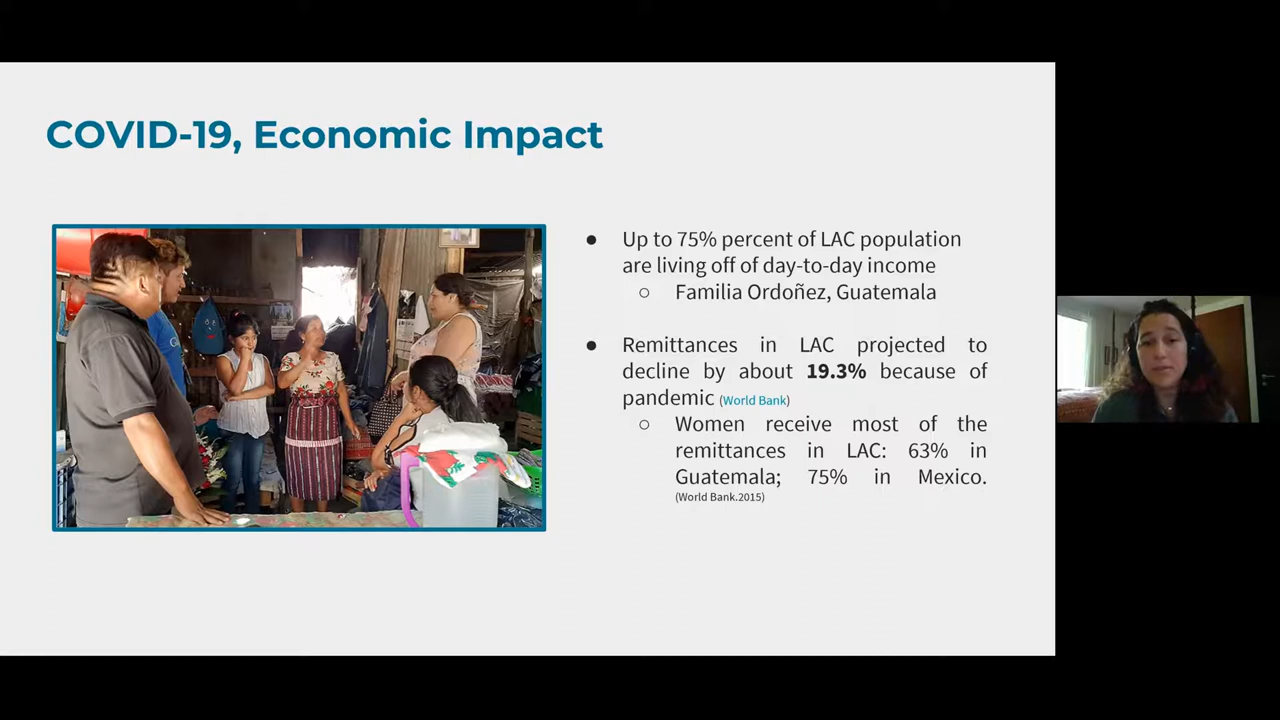 COVID-19, Economic Impact
● Up to 75% percent of LAC population
are living off of day-to-day income
○ Familia Ordoñez, Guatemala
● Remittances in LAC projected to
decline by about 19.3% because of
pandemic (World Bank)
○ Women receive most of the
remittances in LAC: 63% in
Guatemala; 75% in Mexico.
(World Bank.2015)